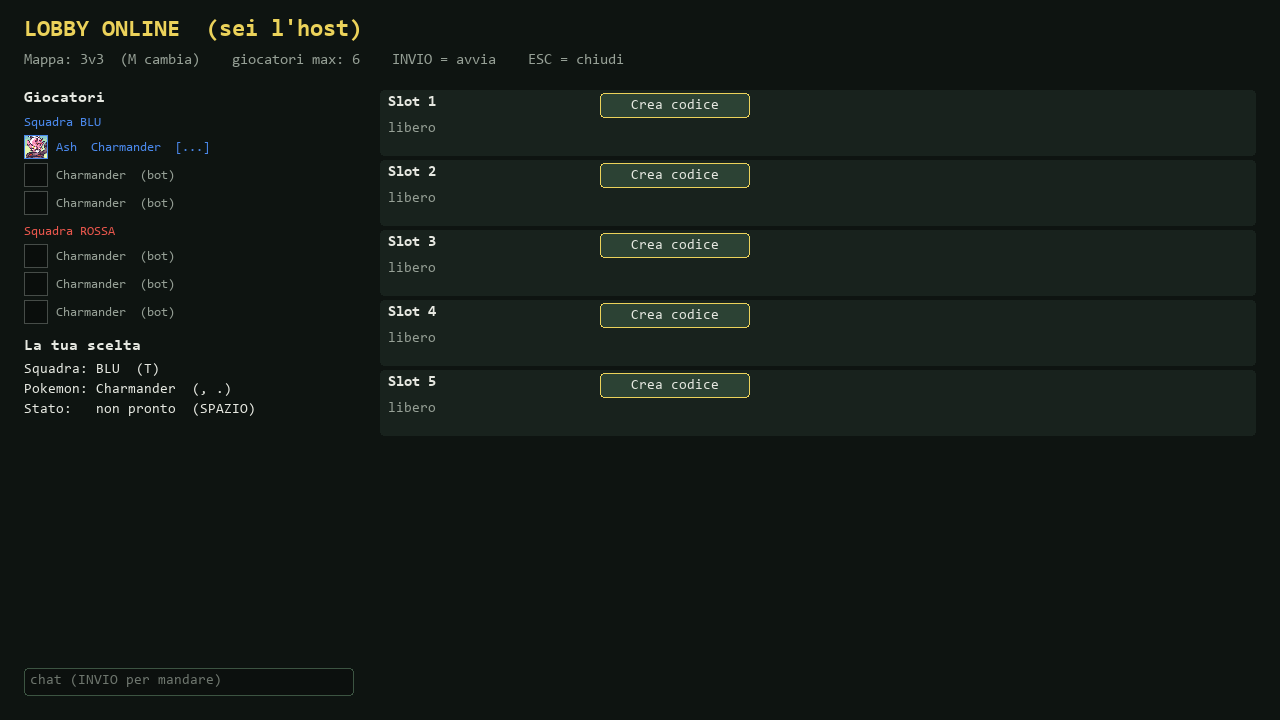 LOBBY ONLINE (sei l'host)
Mappa: 3v3 (M cambia) giocatori max: 6 INVIO = avvia ESC = chiudi
Giocatori
Squadra BLU
Ash Charmander [...]
Charmander (bot)
Charmander (bot)
Squadra ROSSA
Charmander (bot)
Charmander (bot)
Charmander (bot)
La tua scelta
Squadra: BLU (T)
Pokemon: Charmander (, .)
Stato: non pronto (SPAZIO)
Slot 1 Crea codice
libero
Slot 2 Crea codice
libero
Slot 3 Crea codice
libero
Slot 4 Crea codice
libero
Slot 5 Crea codice
libero
chat (INVIO per mandare)